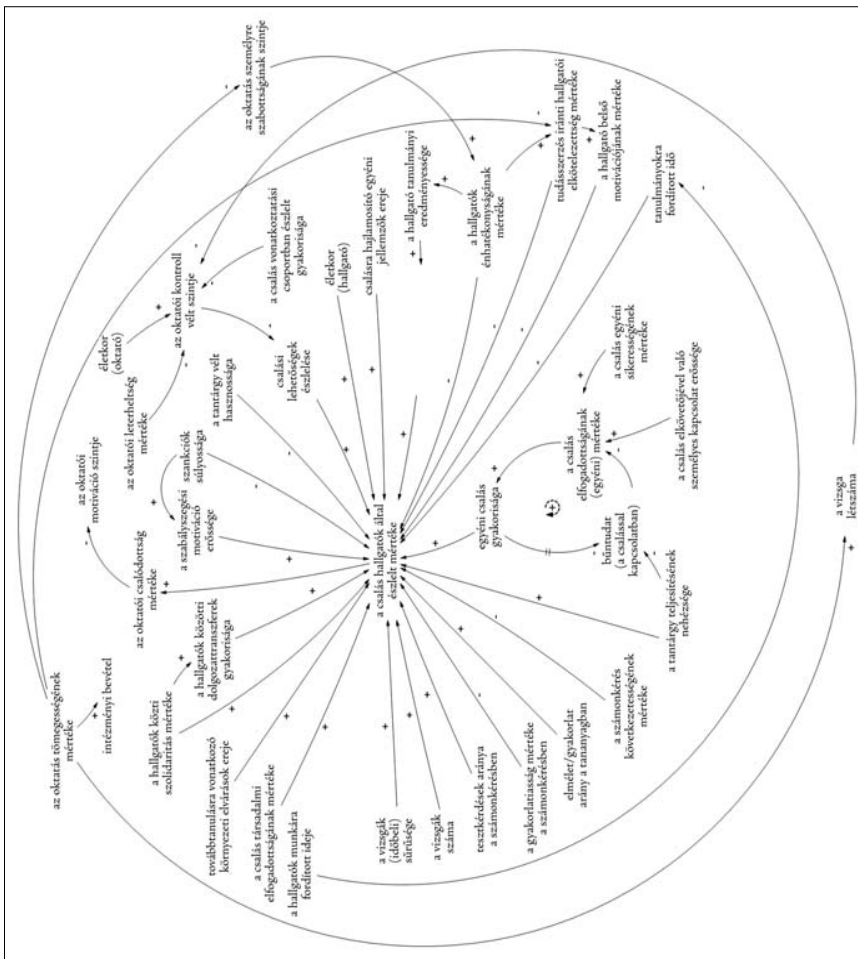 az oktatás tömegességének
mértéke
+
intézményi bevétel
a hallgatók közti
szolidaritás mértéke
+
a hallgatók közötti
dolgozattranszferek
gyakorisága
+
+
továbbtanulásra vonatkozó
környezeti elvárások ereje
+
a csalás társadalmi
elfogadottságának mértéke
+
a hallgatók munkára
fordított ideje
a vizsgák
(időbeli)
sűrűsége
+
a vizsgák
száma
+
tesztkérdések aránya
a számonkérésben
+
a gyakorlatiasság mértéke
a számonkérésben
-
elmélet/gyakorlat
arány a tananyagban
+
a számonkérés
következetességének
mértéke
-
a tantárgy teljesítésének
nehézsége
+
-
az oktatói csalódottság
mértéke
+
-
az oktatói
motiváció szintje
a szabályszegési
motiváció
erőssége
+
+
szankciók
súlyossága
-
a csalás hallgatók által
észlelt mértéke
egyéni csalás
gyakorisága
+
+
+
bűntudat
(a csalással
kapcsolatban)
-
=
a csalás
elfogadottságának
(egyéni) mértéke
-
+
+
a csalás elkövetőjével való
személyes kapcsolat erőssége
a csalás egyéni
sikerességének
mértéke
életkor
(oktató)
+
az oktatói leterheltség
mértéke
-
az oktatói kontroll
vélt szintje
-
-
a csalás vonatkoztatási
csoportban észlelt
gyakorisága
a tantárgy vélt
hasznossága
-
csalási
lehetőségek
észlelése
-
+
életkor
(hallgató)
+
csalásra hajlamosító egyéni
jellemzők ereje
+
a hallgató tanulmányi
eredményessége
+
+
a hallgatók
énhatékonyságának
mértéke
+
-
+
az oktatás személyre
szabottságának szintje
-
tudásszerzés iránti hallgatói
elkötelezettség mértéke
-
-
+
a hallgató belső
motivációjának mértéke
-
tanulmányokra
fordított idő
-
-
a vizsga
létszáma
+